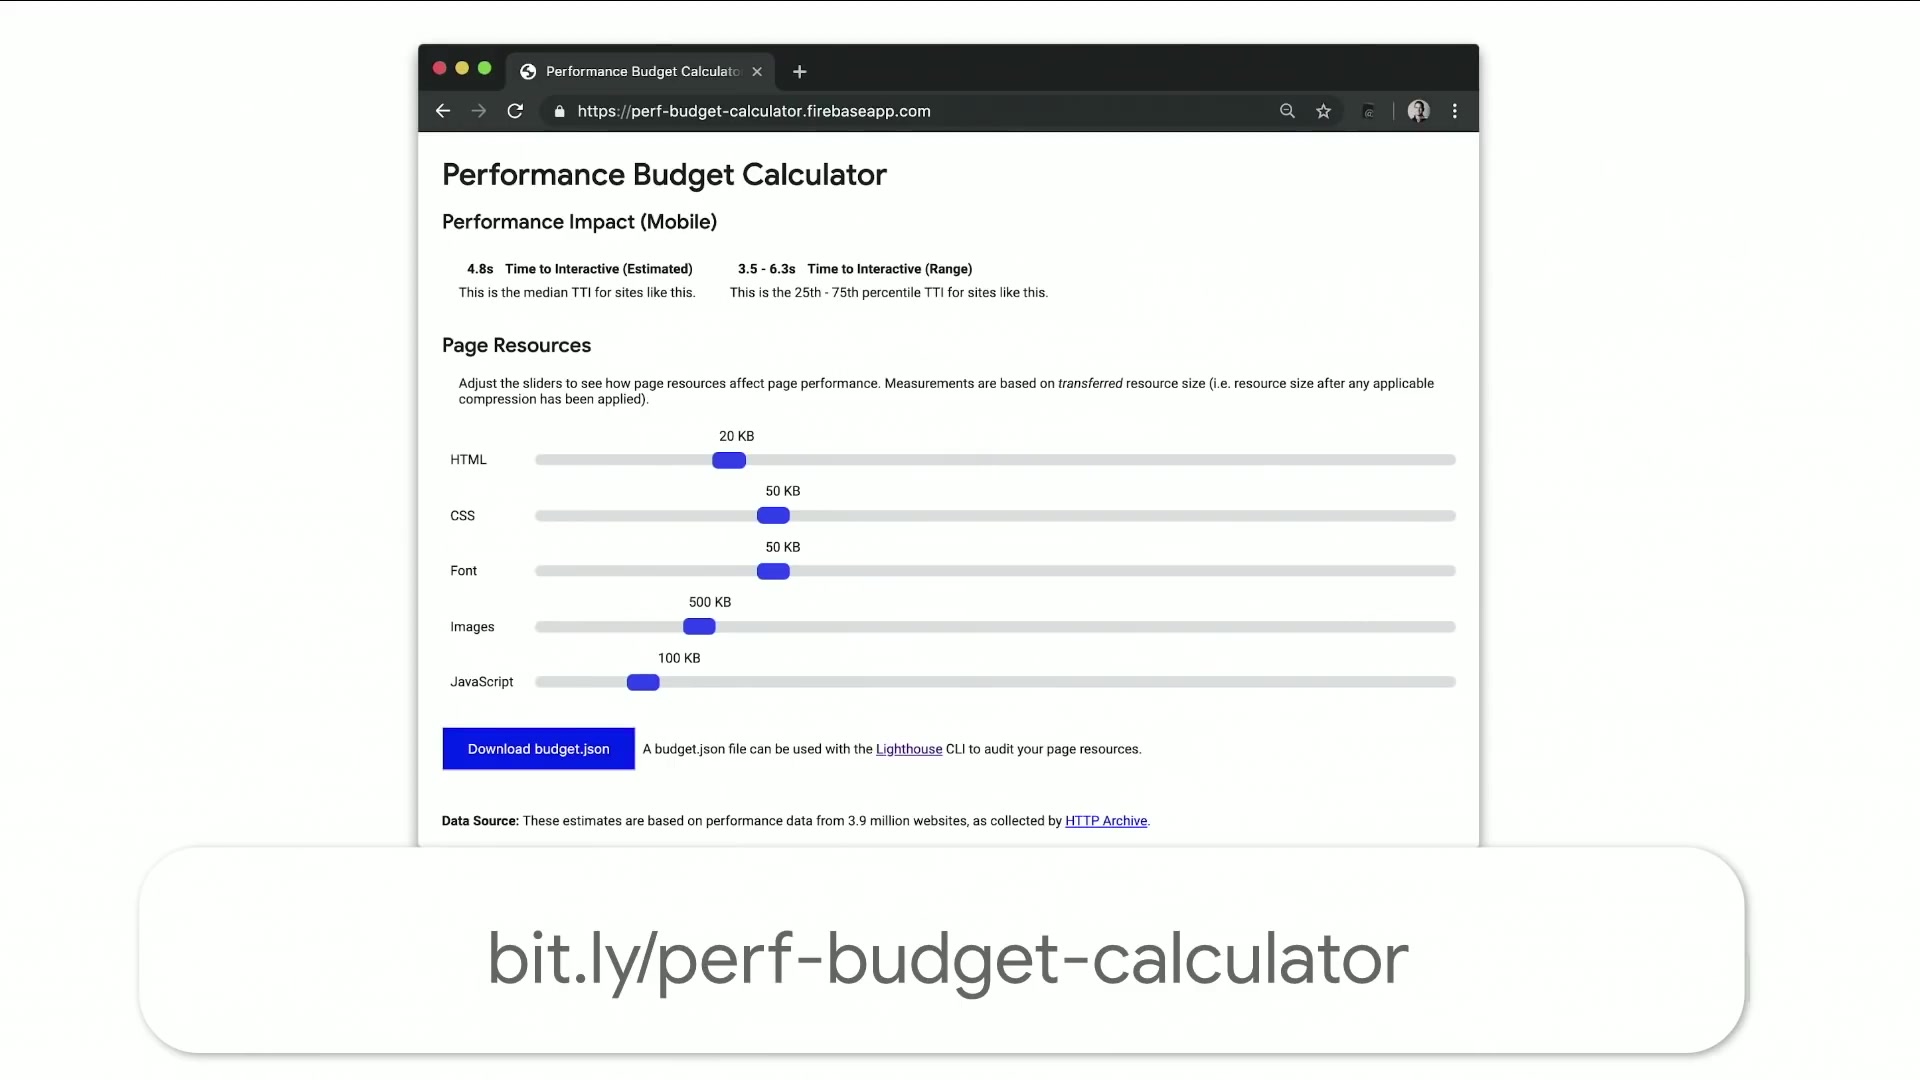 Performance Budget Calculato
https://perf-budget-calculator.firebaseapp.com
Performance Budget Calculator
Performance Impact (Mobile)
4.8s Time to Interactive (Estimated)
This is the median TTI for sites like this.
3.5 - 6.3s Time to Interactive (Range)
This is the 25th - 75th percentile TTI for sites like this.
Page Resources
Adjust the sliders to see how page resources affect page performance. Measurements are based on transferred resource size (i.e. resource size after any applicable
compression has been applied).
20 KB
HTML
50 KB
CSS
50 KB
Font
500 KB
Images
100 KB
JavaScript
Download budget.json
A budget.json file can be used with the Lighthouse CLI to audit your page resources.
Data Source: These estimates are based on performance data from 3.9 million websites, as collected by HTTP Archive.
bit.ly/perf-budget-calculator